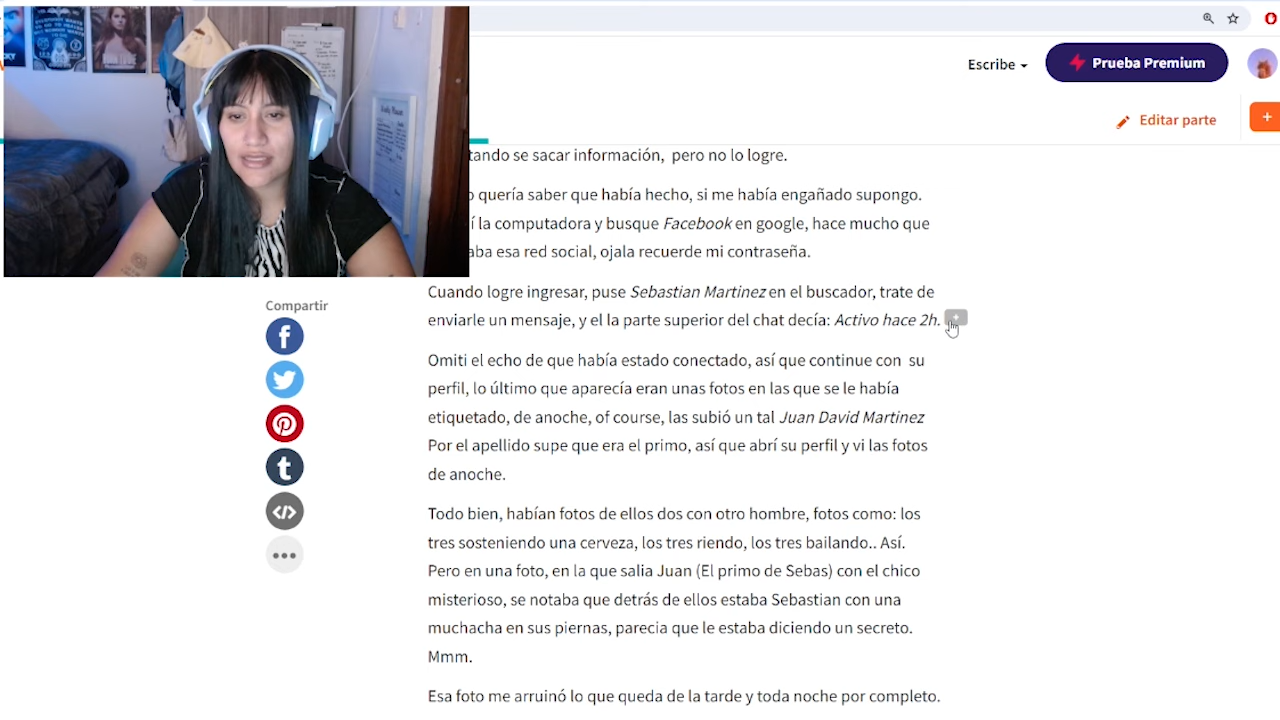 Escribe
Prueba Premium
Editar parte
tando se sacar información,  pero no lo logre.
quería saber que había hecho, si me había engañado supongo.
la computadora y busque Facebook en google, hace mucho que
esa red social, ojala recuerde mi contraseña.
Cuando logre ingresar, puse Sebastian Martinez en el buscador, trate de
enviarle un mensaje, y el la parte superior del chat decía: Activo hace 2h.
Compartir
Omiti el echo de que había estado conectado, así que continue con  su
perfil, lo último que aparecía eran unas fotos en las que se le había
etiquetado, de anoche, of course, las subió un tal Juan David Martinez
Por el apellido supe que era el primo, así que abrí su perfil y vi las fotos
de anoche.
Todo bien, habían fotos de ellos dos con otro hombre, fotos como: los
tres sosteniendo una cerveza, los tres riendo, los tres bailando.. Así.
Pero en una foto, en la que salia Juan (El primo de Sebas) con el chico
misterioso, se notaba que detrás de ellos estaba Sebastian con una
muchacha en sus piernas, parecia que le estaba diciendo un secreto.
Mmm.
Esa foto me arruinó lo que queda de la tarde y toda noche por completo.